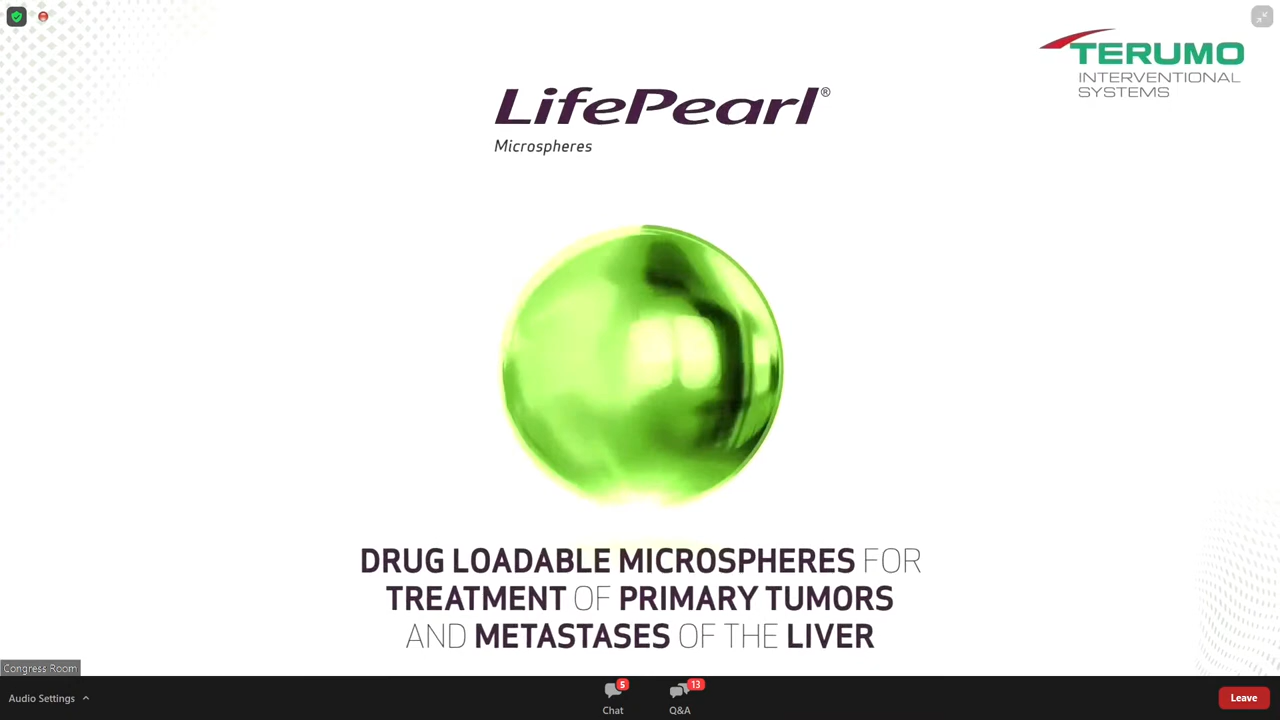 TERUMO
INTERVENTIONAL
SYSTEMS
LifePearl®
Microspheres
DRUG LOADABLE MICROSPHERES FOR
TREATMENT OF PRIMARY TUMORS
AND METASTASES OF THE LIVER
Congress Room
Audio Settings
5
Chat
13
Q&A
Leave